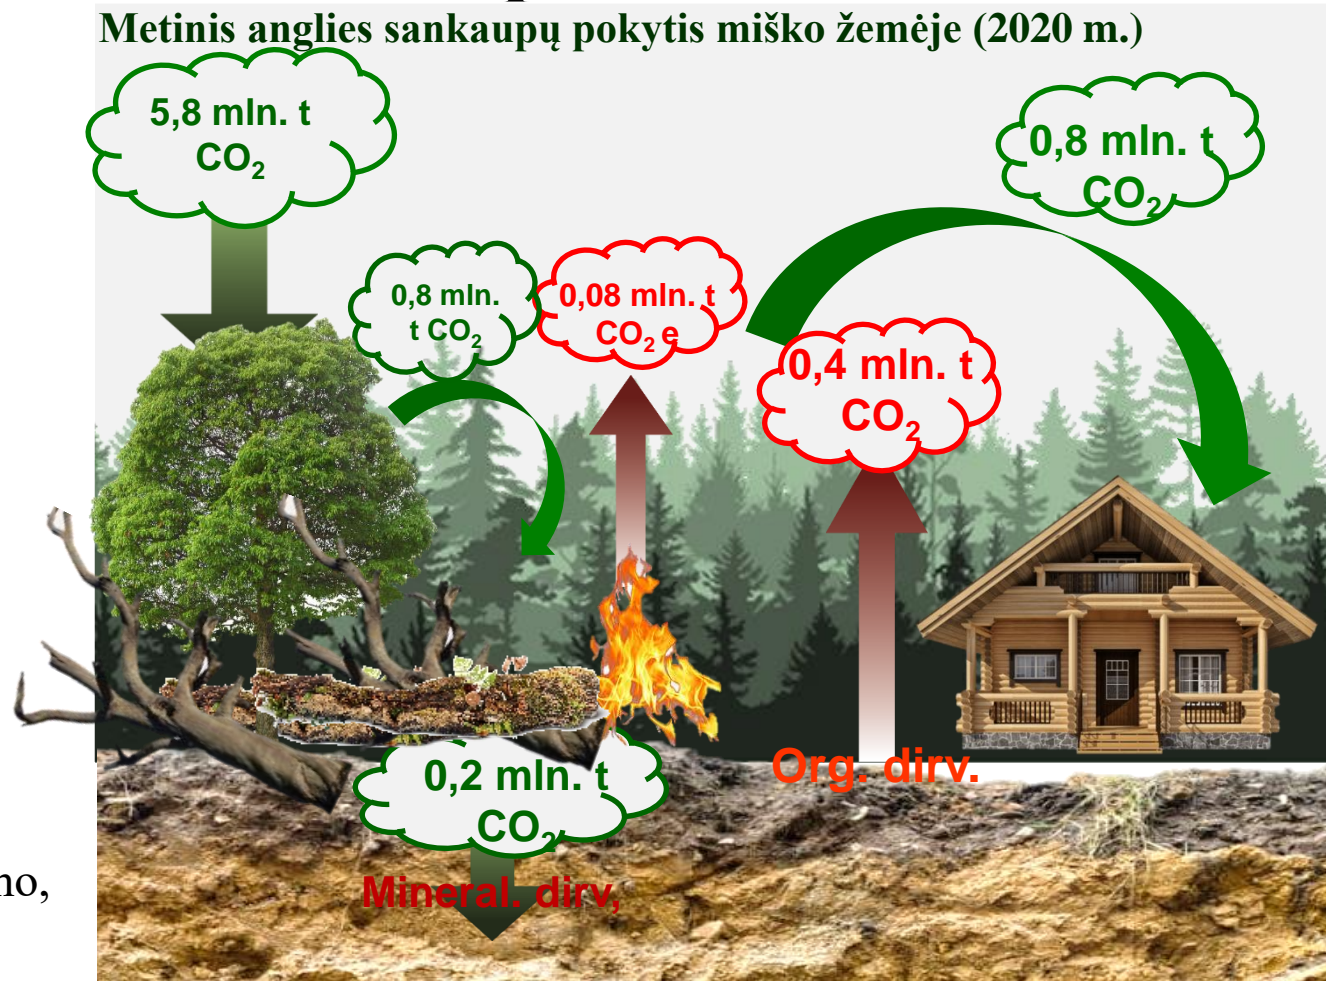 Metinis anglies sankaupų pokytis miško žemėje (2020 m.)
5,8 mln. t
CO₂
0,8 mln. t
CO₂
0,8 mln.
t CO₂
0,08 mln. t
CO₂ e
0,4 mln. t
CO₂
Org. dirv.
0,2 mln. t
CO₂
Mineral. dirv,
no,